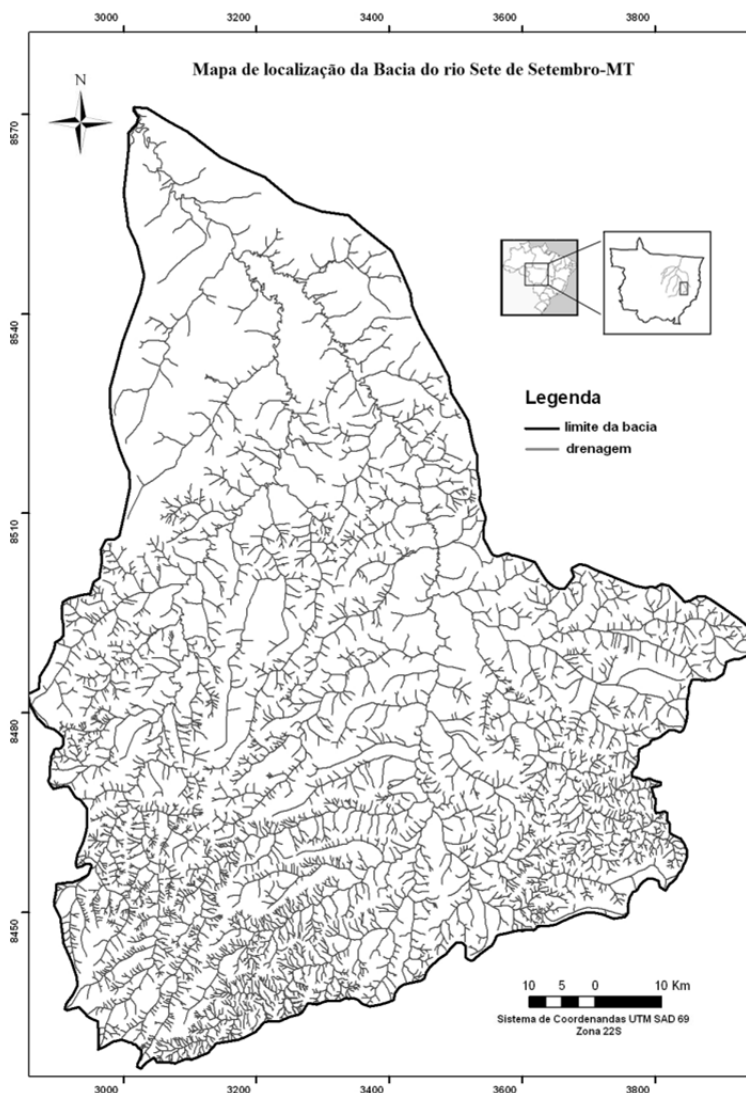 3000 3200 3400 3600 3800
Mapa de localização da Bacia do rio Sete de Setembro-MT
N
8570
8540
Legenda
limite da bacia
drenagem
8510
8480
8450
10 5 0 10 Km
Sistema de Coordenandas UTM SAD 69
Zona 22S
3000 3200 3400 3600 3800